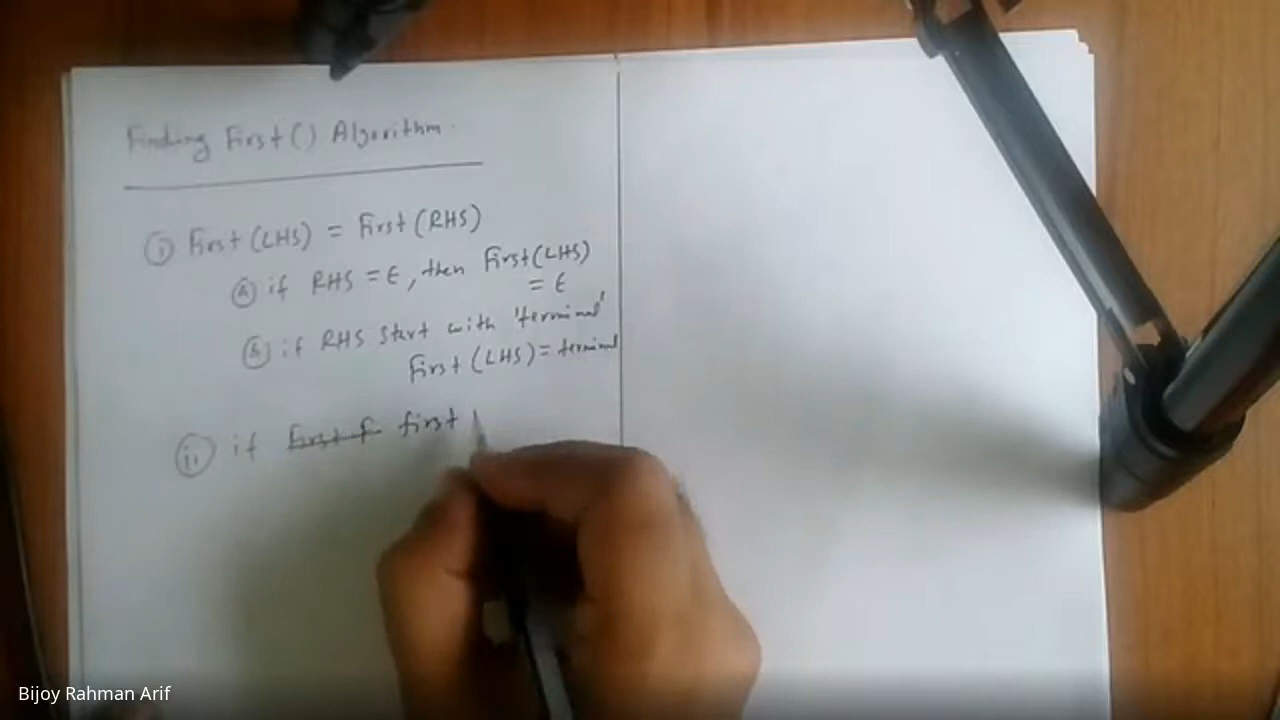 Finding First() Algorithm.
(i) First (LHS) = First (RHS)
(a) if RHS = ε, then First(LHS)
= ε
(b) if RHS start with 'terminal'
First (LHS) = terminal
(ii) if first
Bijoy Rahman Arif